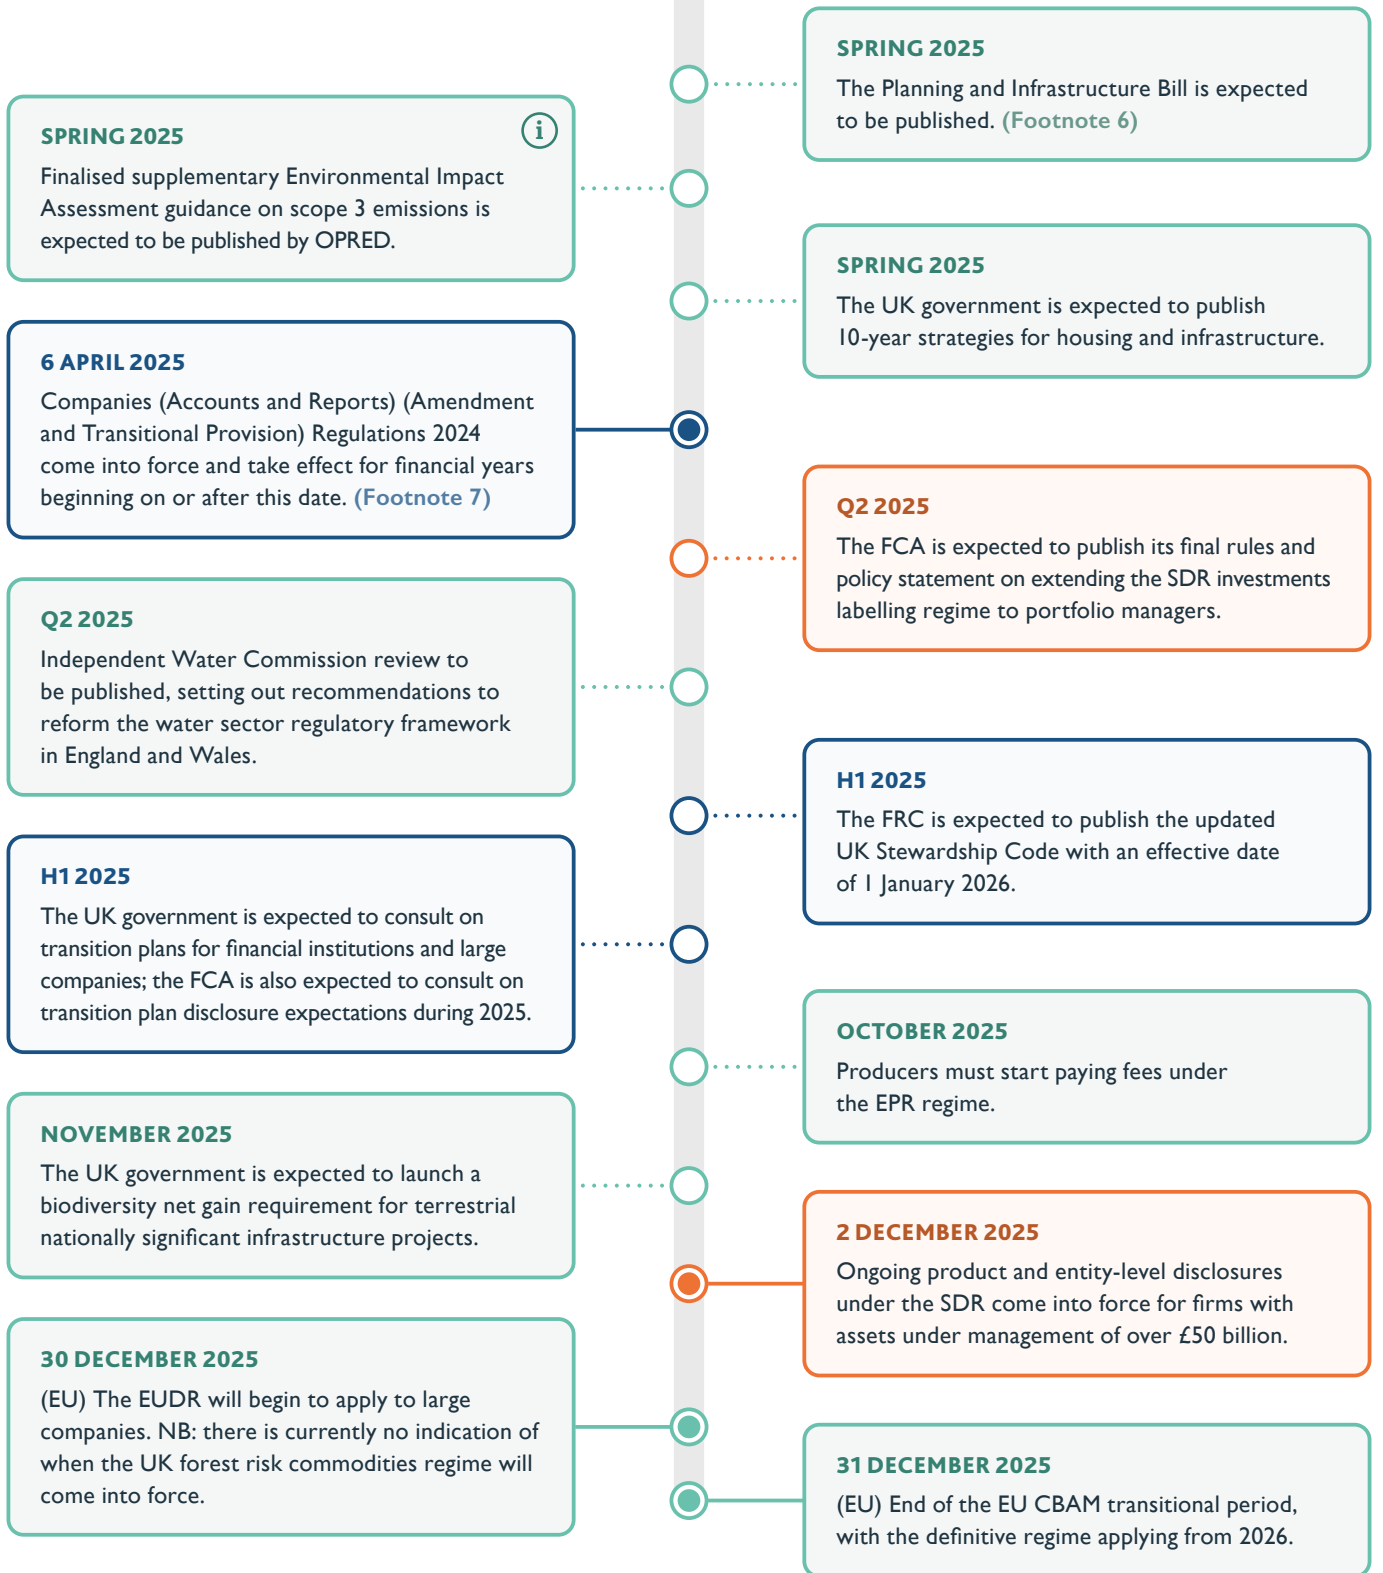 SPRING 2025
The Planning and Infrastructure Bill is expected
to be published. (Footnote 6)
SPRING 2025
i
Finalised supplementary Environmental Impact
Assessment guidance on scope 3 emissions is
expected to be published by OPRED.
SPRING 2025
The UK government is expected to publish
10-year strategies for housing and infrastructure.
6 APRIL 2025
Companies (Accounts and Reports) (Amendment
and Transitional Provision) Regulations 2024
come into force and take effect for financial years
beginning on or after this date. (Footnote 7)
Q2 2025
The FCA is expected to publish its final rules and
policy statement on extending the SDR investments
labelling regime to portfolio managers.
Q2 2025
Independent Water Commission review to
be published, setting out recommendations to
reform the water sector regulatory framework
in England and Wales.
H1 2025
The FRC is expected to publish the updated
UK Stewardship Code with an effective date
of 1 January 2026.
H1 2025
The UK government is expected to consult on
transition plans for financial institutions and large
companies; the FCA is also expected to consult on
transition plan disclosure expectations during 2025.
OCTOBER 2025
Producers must start paying fees under
the EPR regime.
NOVEMBER 2025
The UK government is expected to launch a
biodiversity net gain requirement for terrestrial
nationally significant infrastructure projects.
2 DECEMBER 2025
Ongoing product and entity-level disclosures
under the SDR come into force for firms with
assets under management of over £50 billion.
30 DECEMBER 2025
(EU) The EUDR will begin to apply to large
companies. NB: there is currently no indication of
when the UK forest risk commodities regime will
come into force.
31 DECEMBER 2025
(EU) End of the EU CBAM transitional period,
with the definitive regime applying from 2026.